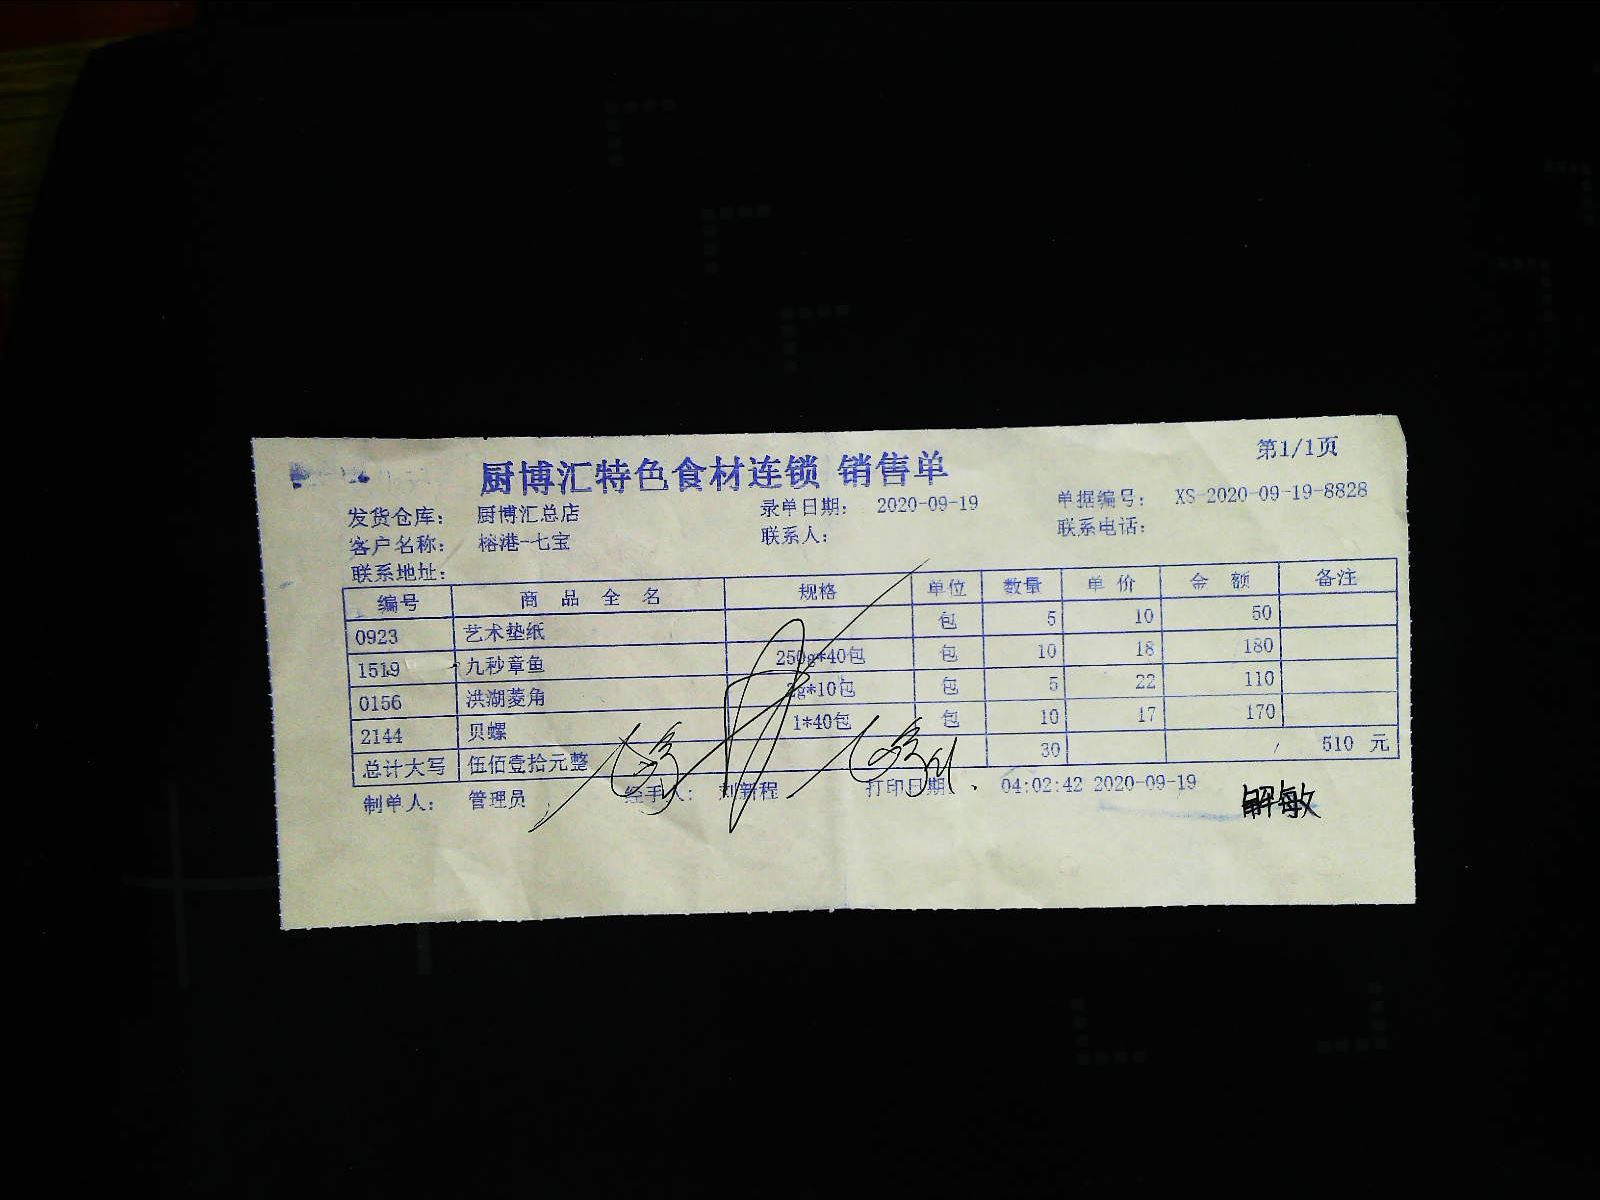 第1/1页
厨博汇特色食材连锁 销售单
发货仓库： 厨博汇总店 录单日期： 2020-09-19 单据编号： XS-2020-09-19-8828
客户名称： 榕港-七宝 联系人： 联系电话：
联系地址：
编号 商品全名 规格 单位 数量 单价 金额 备注
0923 艺术垫纸 包 5 10 50
1519 九秒章鱼 250g*40包 包 10 18 180
0156 洪湖菱角 g*10包 包 5 22 110
2144 贝螺 1*40包 包 10 17 170
总计大写 伍佰壹拾元整 30 510 元
制单人： 管理员 经手人： 刘新程 打印日期： 04:02:42 2020-09-19
解敏